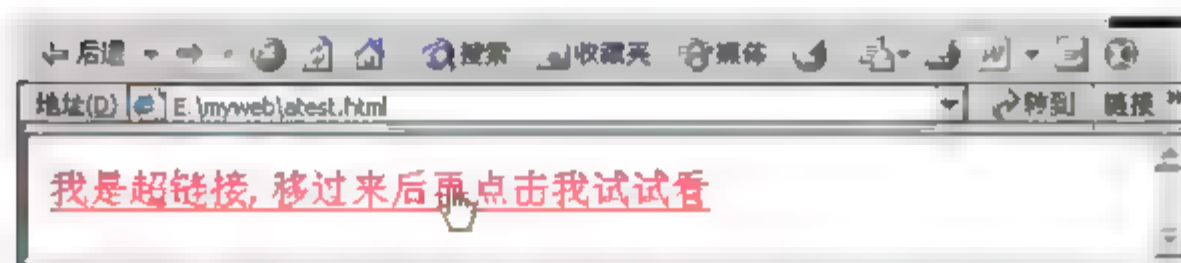 后退 搜索 收藏夹 媒体
地址(D) E:\myweb\atest.html 转到 链接 »
我是超链接,移过来后再点击我试试看